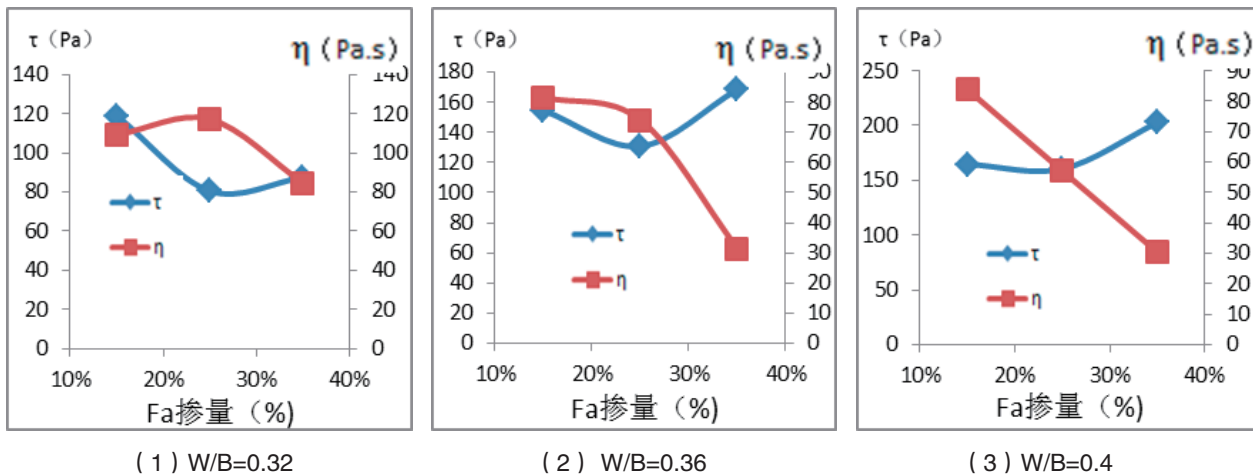 τ（Pa）
η（Pa.s）
140 140
120 120
100 100
80 80
60 60
40 40
20 20
0 0
τ
η
10% 20% 30% 40%
Fa掺量（%)
（1）W/B=0.32
τ（Pa）
η（Pa.s）
180 90
160 80
140 70
120 60
100 50
80 40
60 30
40 20
20 10
0 0
τ
η
10% 20% 30% 40%
Fa掺量（%)
（2）W/B=0.36
τ（Pa）
η（Pa.s）
250 90
200 80
150 70
100 60
50 50
0 40
30
20
10
0
τ
η
10% 20% 30% 40%
Fa掺量（%)
（3）W/B=0.4